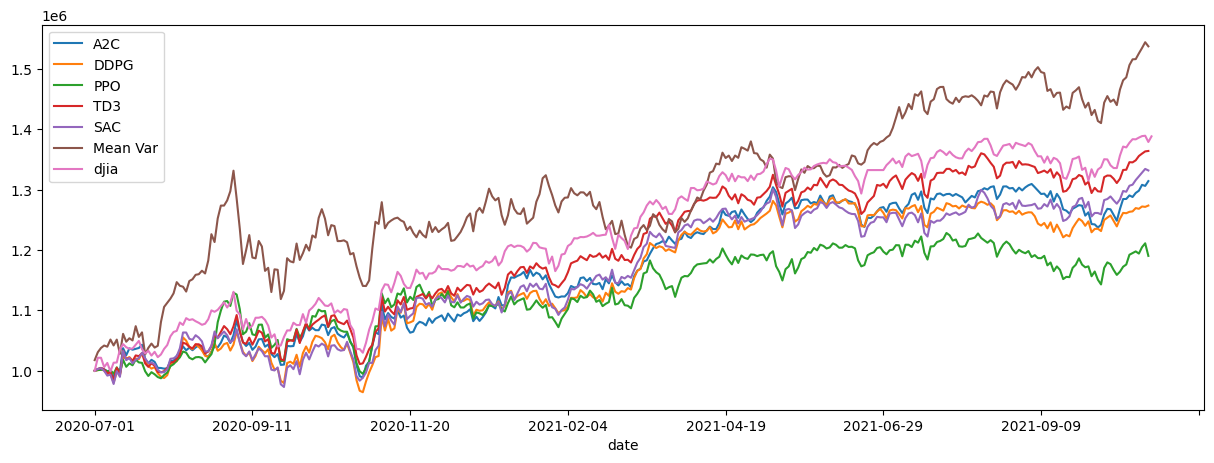 1e6
A2C
DDPG
PPO
TD3
SAC
Mean Var
djia
1.5
1.4
1.3
1.2
1.1
1.0
2020-07-01 2020-09-11 2020-11-20 2021-02-04 2021-04-19 2021-06-29 2021-09-09
date